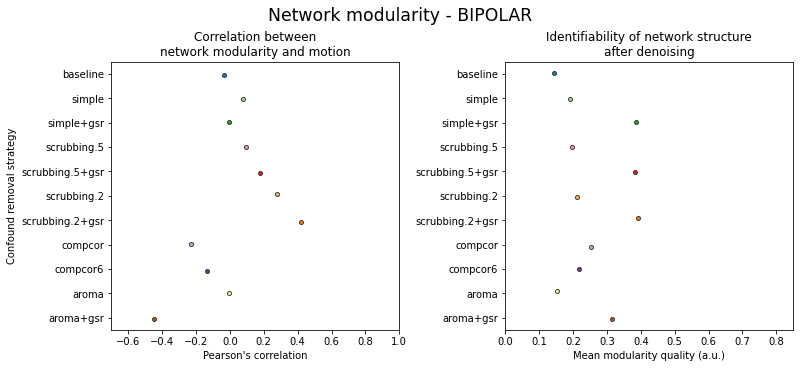 Network modularity - BIPOLAR
Correlation between
network modularity and motion
Confound removal strategy
baseline
simple
simple+gsr
scrubbing.5
scrubbing.5+gsr
scrubbing.2
scrubbing.2+gsr
compcor
compcor6
aroma
aroma+gsr
−0.6 −0.4 −0.2 0.0 0.2 0.4 0.6 0.8 1.0
Pearson's correlation
Identifiability of network structure
after denoising
baseline
simple
simple+gsr
scrubbing.5
scrubbing.5+gsr
scrubbing.2
scrubbing.2+gsr
compcor
compcor6
aroma
aroma+gsr
0.0 0.1 0.2 0.3 0.4 0.5 0.6 0.7 0.8
Mean modularity quality (a.u.)